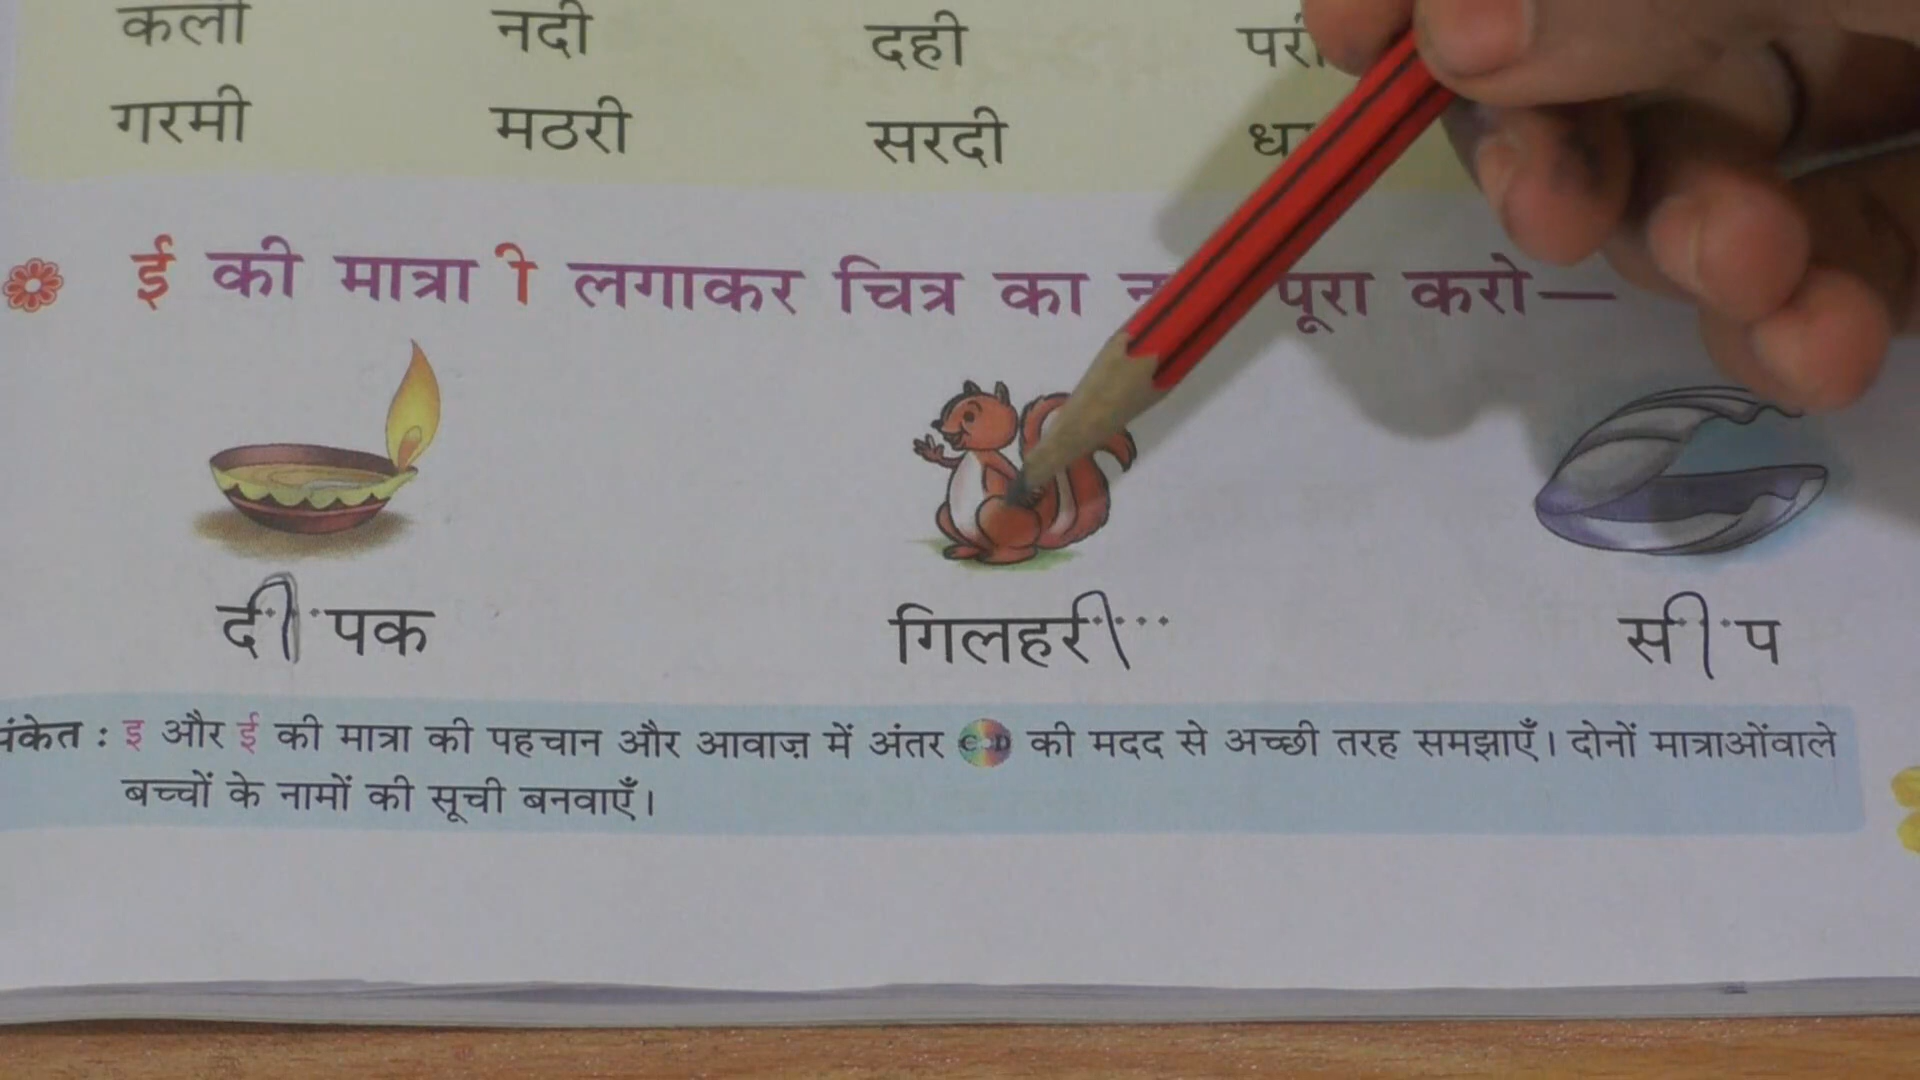 कली नदी दही
गरमी मठरी सरदी
ई की मात्रा ी लगाकर चित्र का पूरा करो—
दीपक गिलहरी सीप
संकेत : इ और ई की मात्रा की पहचान और आवाज़ में अंतर CD की मदद से अच्छी तरह समझाएँ। दोनों मात्राओंवाले
बच्चों के नामों की सूची बनवाएँ।